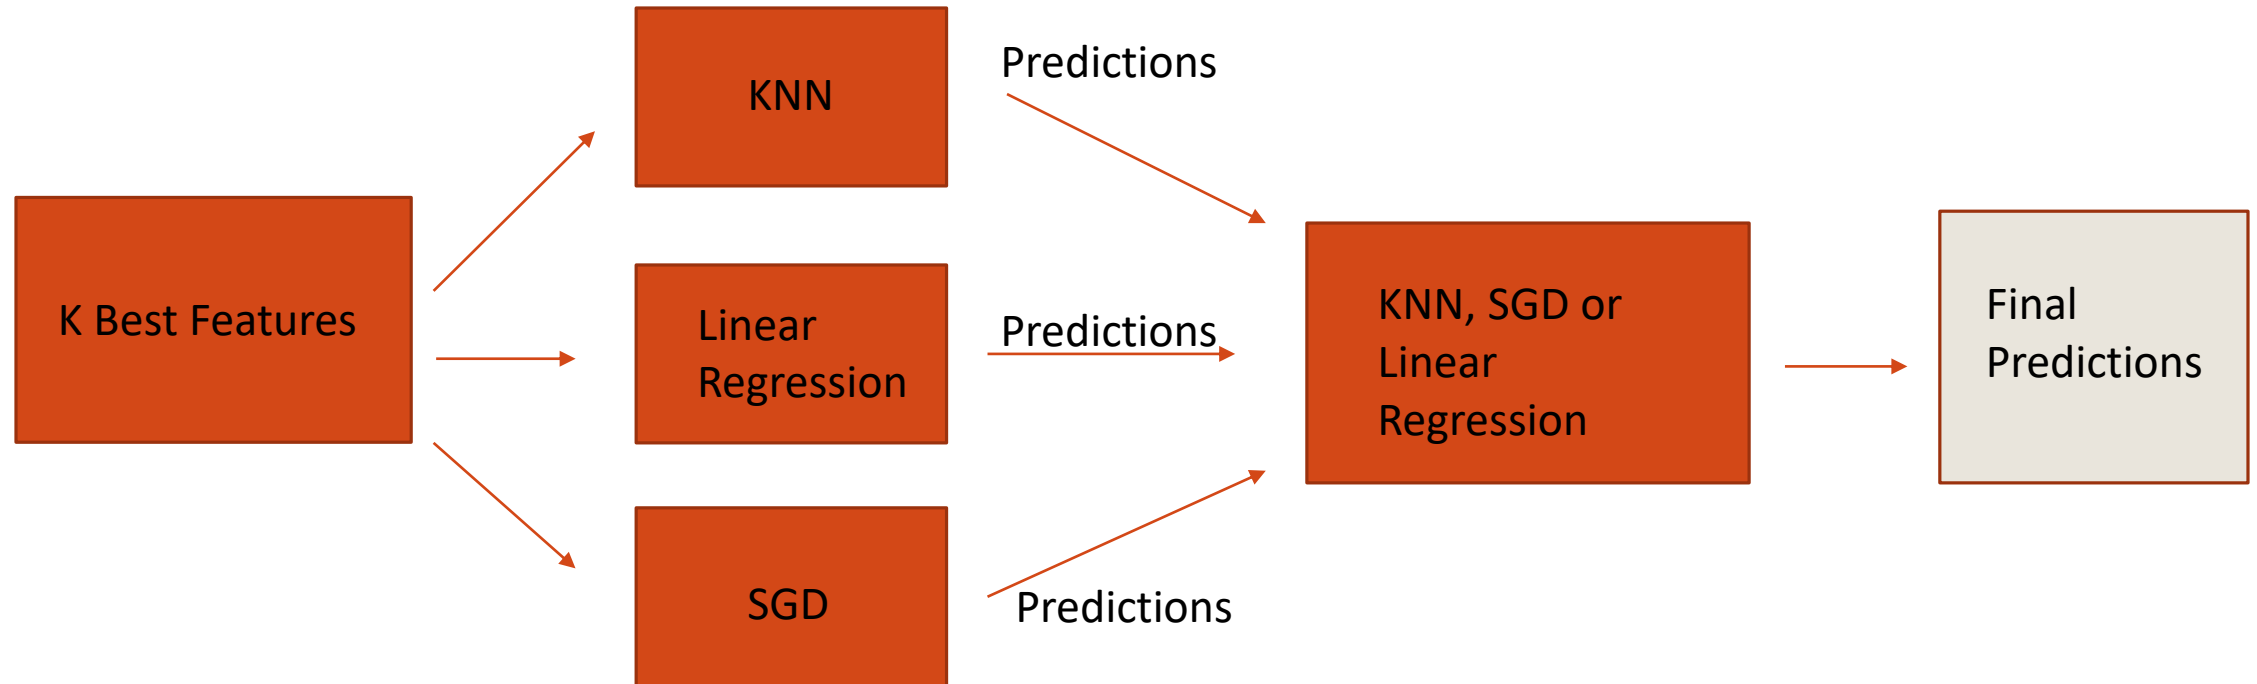 K Best Features
KNN
Linear
Regression
SGD
Predictions
Predictions
Predictions
KNN, SGD or
Linear
Regression
Final
Predictions